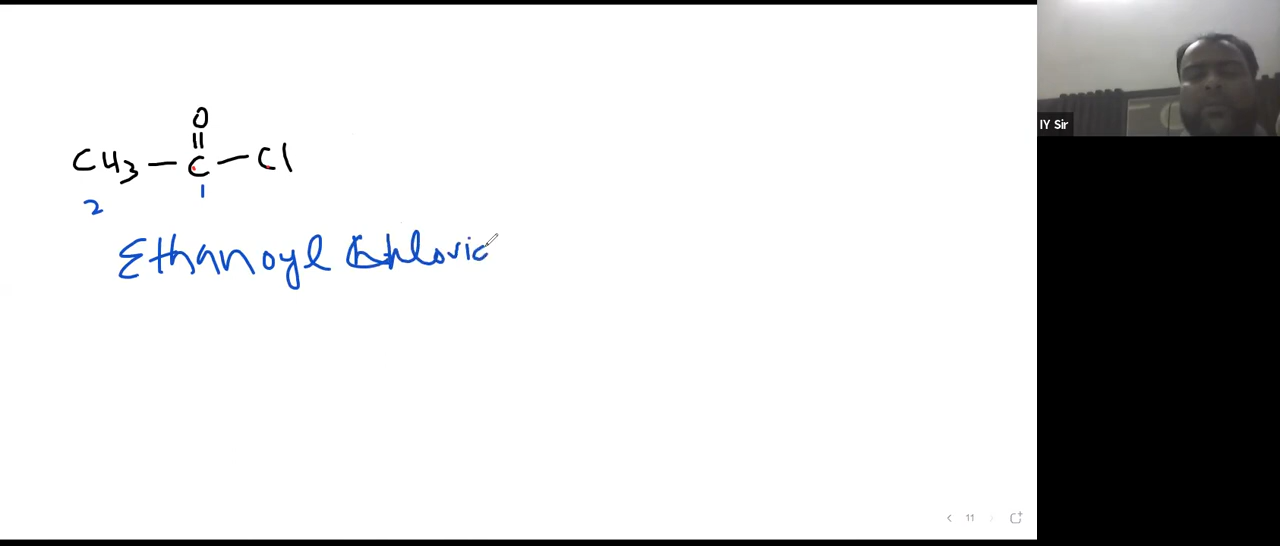 O
||
CH3 — C — Cl
2 1
Ethanoyl Chloric
IY Sir
11